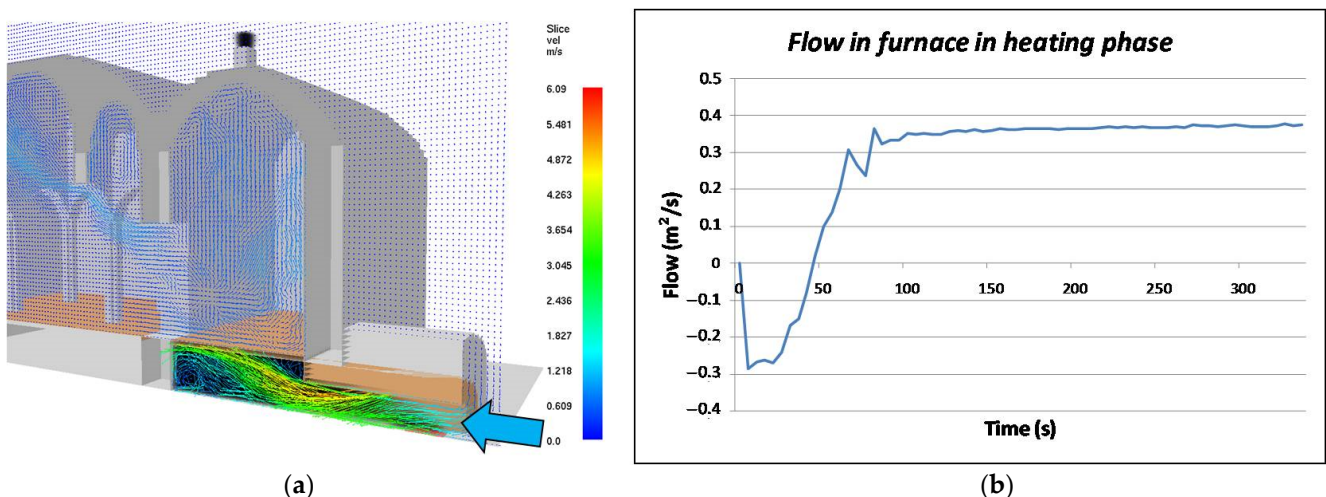 Slice
vel
m/s
6.09
5.481
4.872
4.263
3.654
3.045
2.436
1.827
1.218
0.609
0.0
(a)
Flow in furnace in heating phase
Flow (m²/s)
0.5
0.4
0.3
0.2
0.1
0
−0.1
−0.2
−0.3
−0.4
0 50 100 150 200 250 300
Time (s)
(b)